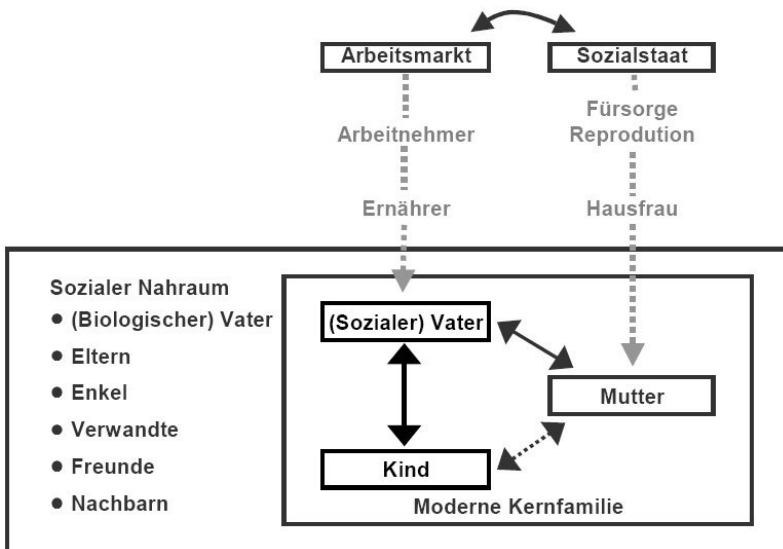 Arbeitsmarkt
Sozialstaat
Arbeitnehmer
Fürsorge
Reprodution
Ernährer
Hausfrau
Sozialer Nahraum
● (Biologischer) Vater
● Eltern
● Enkel
● Verwandte
● Freunde
● Nachbarn
(Sozialer) Vater
Mutter
Kind
Moderne Kernfamilie